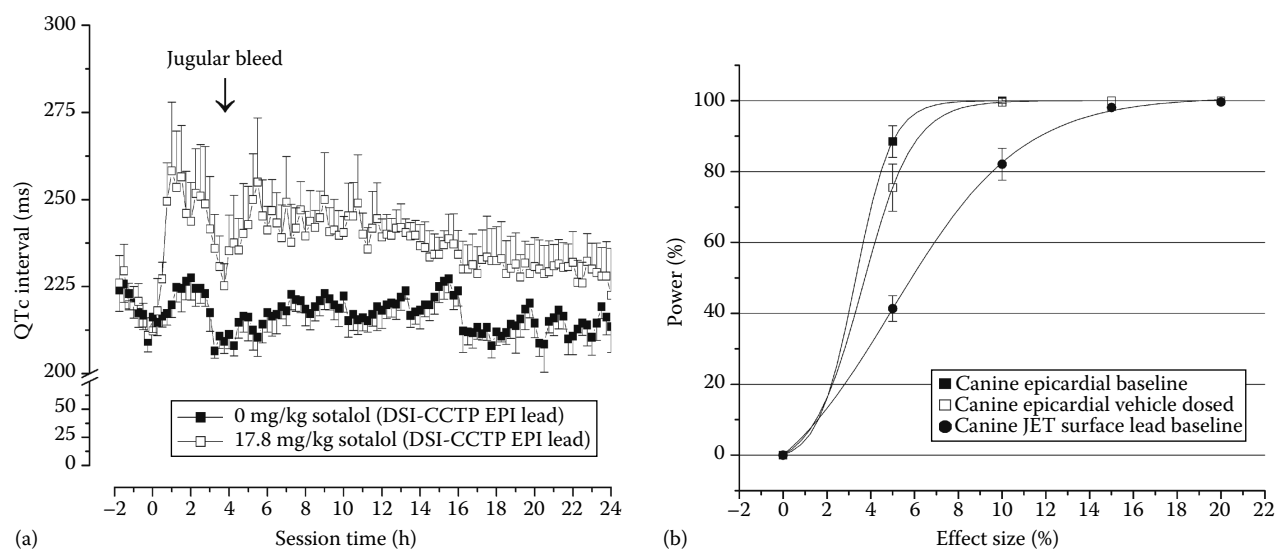 300
275
250
225
200
50
25
0
QTc interval (ms)
Jugular bleed
0 mg/kg sotalol (DSI-CCTP EPI lead)
17.8 mg/kg sotalol (DSI-CCTP EPI lead)
−2 0 2 4 6 8 10 12 14 16 18 20 22 24
(a)
Session time (h)
100
80
60
40
20
0
Power (%)
Canine epicardial baseline
Canine epicardial vehicle dosed
Canine JET surface lead baseline
−2 0 2 4 6 8 10 12 14 16 18 20 22
(b)
Effect size (%)